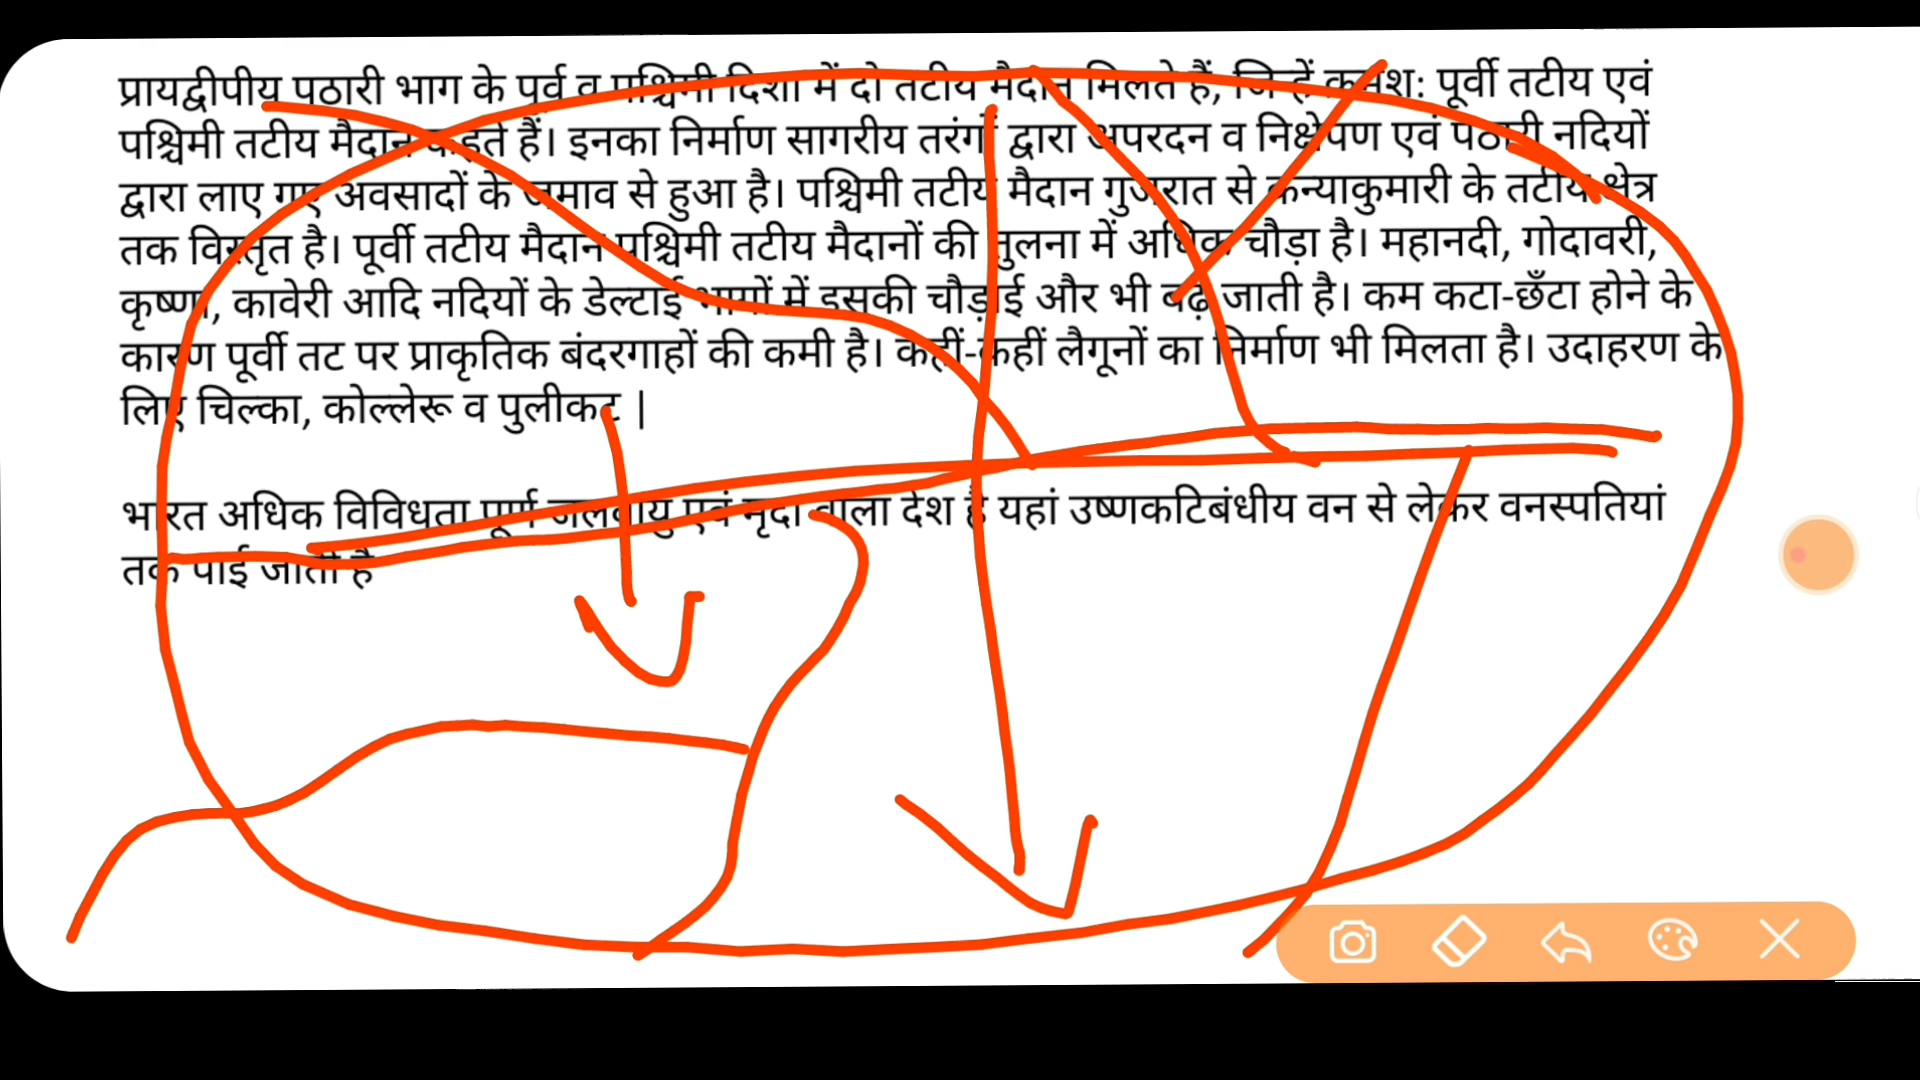 प्रायद्वीपीय पठारी भाग के पूर्व व पश्चिमी दिशा में दो तटीय मैदान मिलते हैं, जिन्हें क्रमश: पूर्वी तटीय एवं
पश्चिमी तटीय मैदान कहते हैं। इनका निर्माण सागरीय तरंगों द्वारा अपरदन व निक्षेपण एवं पठारी नदियों
द्वारा लाए गए अवसादों के जमाव से हुआ है। पश्चिमी तटीय मैदान गुजरात से कन्याकुमारी के तटीय क्षेत्र
तक विस्तृत है। पूर्वी तटीय मैदान पश्चिमी तटीय मैदानों की तुलना में अधिक चौड़ा है। महानदी, गोदावरी,
कृष्णा, कावेरी आदि नदियों के डेल्टाई भागों में इसकी चौड़ाई और भी बढ़ जाती है। कम कटा-छँटा होने के
कारण पूर्वी तट पर प्राकृतिक बंदरगाहों की कमी है। कहीं-कहीं लैगूनों का निर्माण भी मिलता है। उदाहरण के
लिए चिल्का, कोल्लेरू व पुलीकट |
भारत अधिक विविधता पूर्ण जलवायु एवं मृदा वाला देश है यहां उष्णकटिबंधीय वन से लेकर वनस्पतियां
तक पाई जाती है